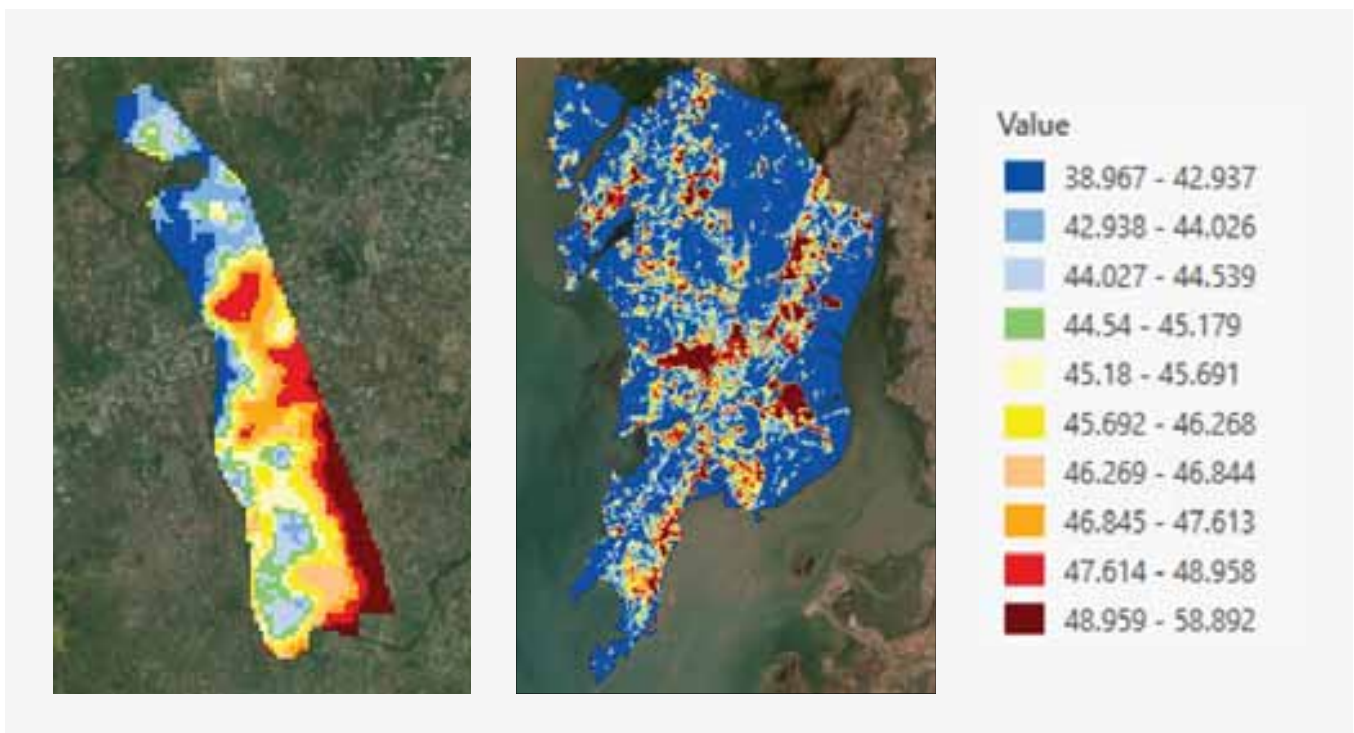 Value
38.967 - 42.937
42.938 - 44.026
44.027 - 44.539
44.54 - 45.179
45.18 - 45.691
45.692 - 46.268
46.269 - 46.844
46.845 - 47.613
47.614 - 48.958
48.959 - 58.892